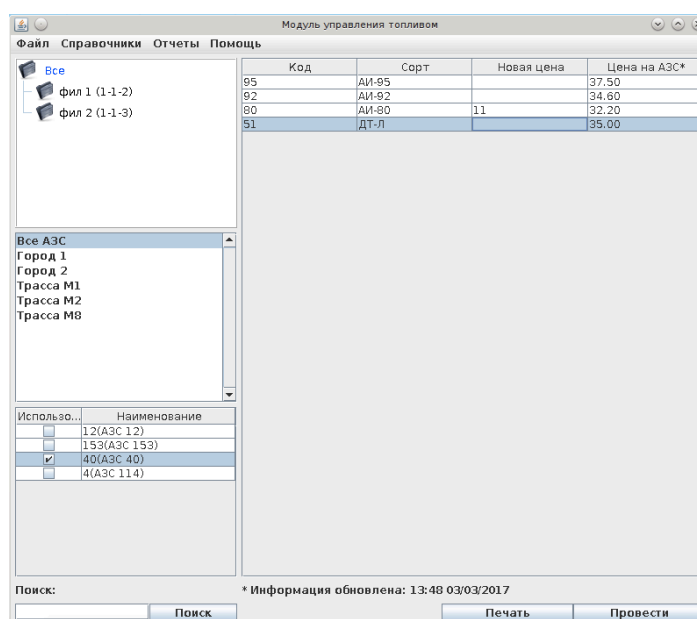 Модуль управления топливом
Файл Справочники Отчеты Помощь
Все
фил 1 (1-1-2)
фил 2 (1-1-3)
Код Сорт Новая цена Цена на АЗС*
95 АИ-95 37.50
92 АИ-92 34.60
80 АИ-80 11 32.20
51 ДТ-Л 35.00
Все АЗС
Город 1
Город 2
Трасса М1
Трасса М2
Трасса М8
Использо... Наименование
12(АЗС 12)
153(АЗС 153)
40(АЗС 40)
4(АЗС 114)
Поиск: * Информация обновлена: 13:48 03/03/2017
Поиск Печать Провести